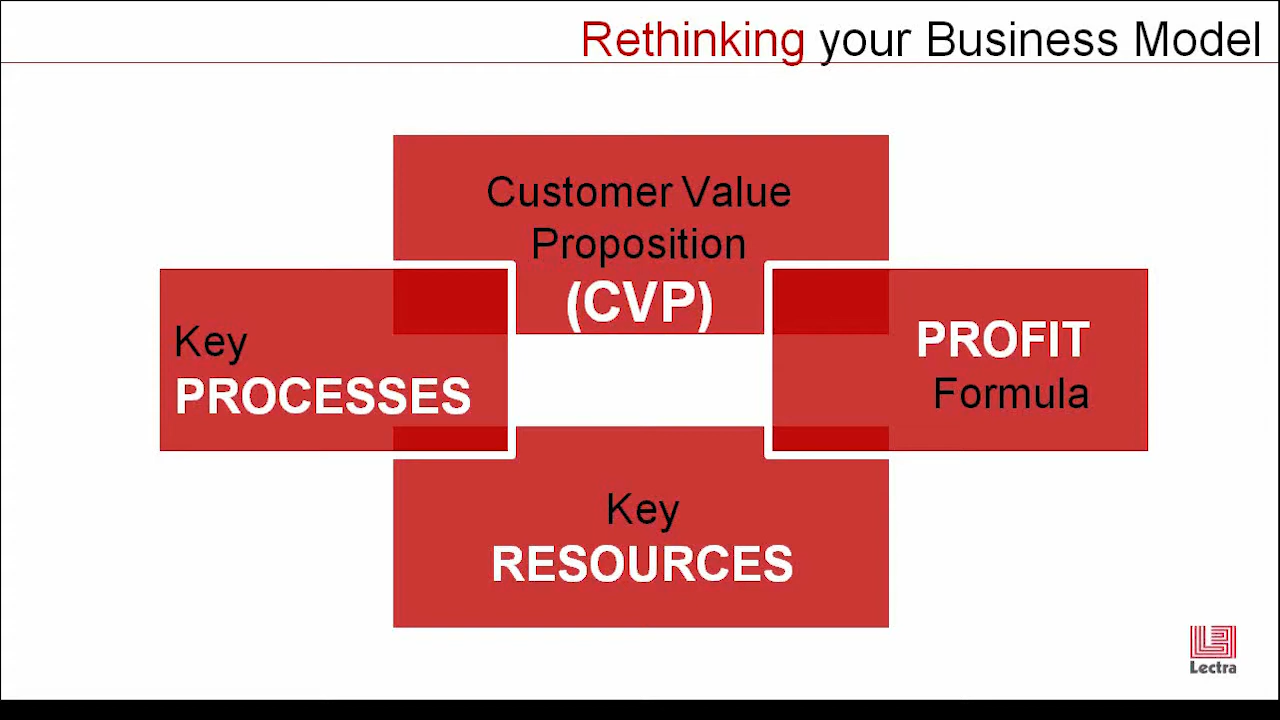 Rethinking your Business Model
Customer Value
Proposition
(CVP)
Key
PROCESSES
PROFIT
Formula
Key
RESOURCES
Lectra